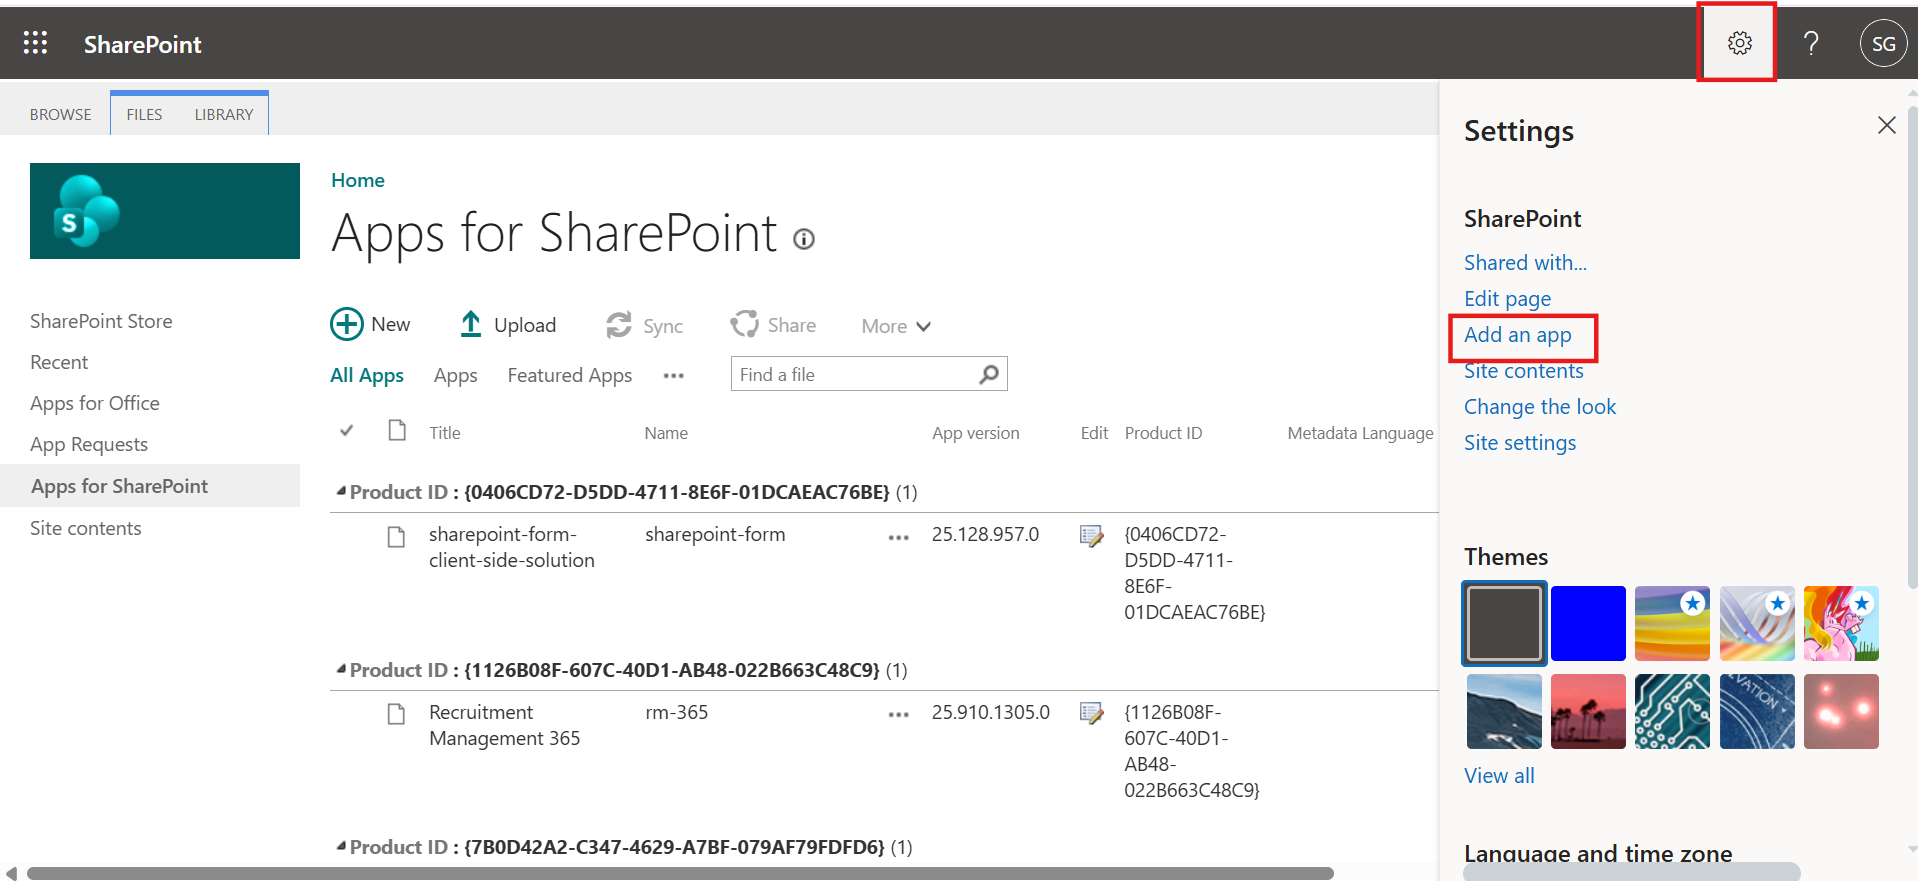 SharePoint
?
SG
BROWSE
FILES
LIBRARY
S
SharePoint Store
Recent
Apps for Office
App Requests
Apps for SharePoint
Site contents
Home
Apps for SharePoint
New
Upload
Sync
Share
More
All Apps
Apps
Featured Apps
...
Find a file
Title
Name
App version
Edit
Product ID
Metadata Language
Product ID : {0406CD72-D5DD-4711-8E6F-01DCAEAC76BE} (1)
sharepoint-form-
client-side-solution
sharepoint-form
...
25.128.957.0
{0406CD72-
D5DD-4711-
8E6F-
01DCAEAC76BE}
Product ID : {1126B08F-607C-40D1-AB48-022B663C48C9} (1)
Recruitment
Management 365
rm-365
...
25.910.1305.0
{1126B08F-
607C-40D1-
AB48-
022B663C48C9}
Product ID : {7B0D42A2-C347-4629-A7BF-079AF79FDFD6} (1)
Settings
SharePoint
Shared with...
Edit page
Add an app
Site contents
Change the look
Site settings
Themes
View all
Language and time zone